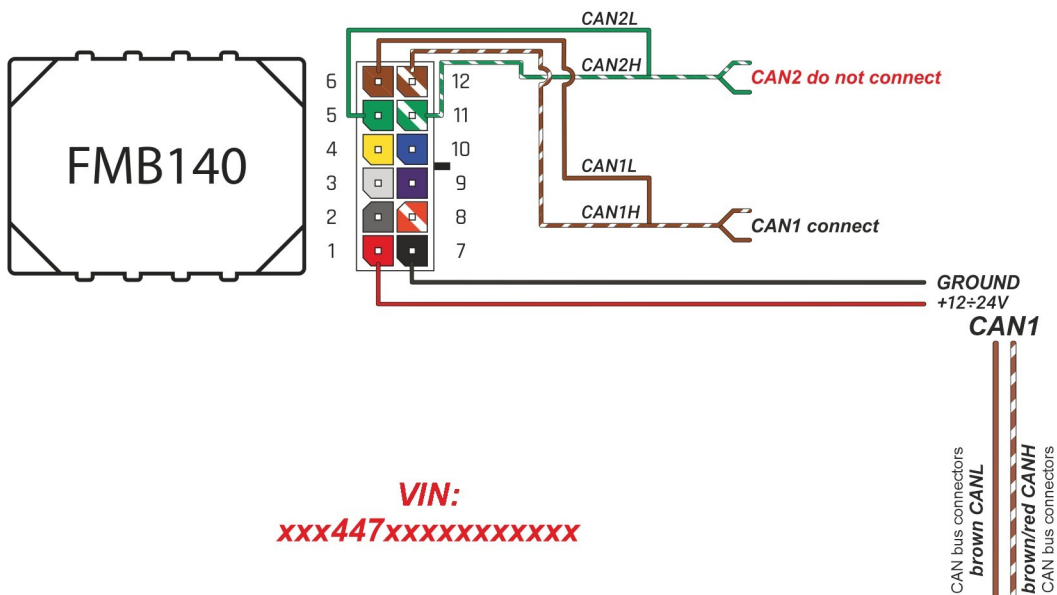 CAN2L
CAN2H
CAN2 do not connect
FMB140
6 12
5 11
4 10
3 9
2 8
1 7
CAN1L
CAN1H
CAN1 connect
GROUND
+12÷24V
CAN1
CAN bus connectors
brown CANL
brown/red CANH
CAN bus connectors
VIN:
xxx447xxxxxxxxxxx